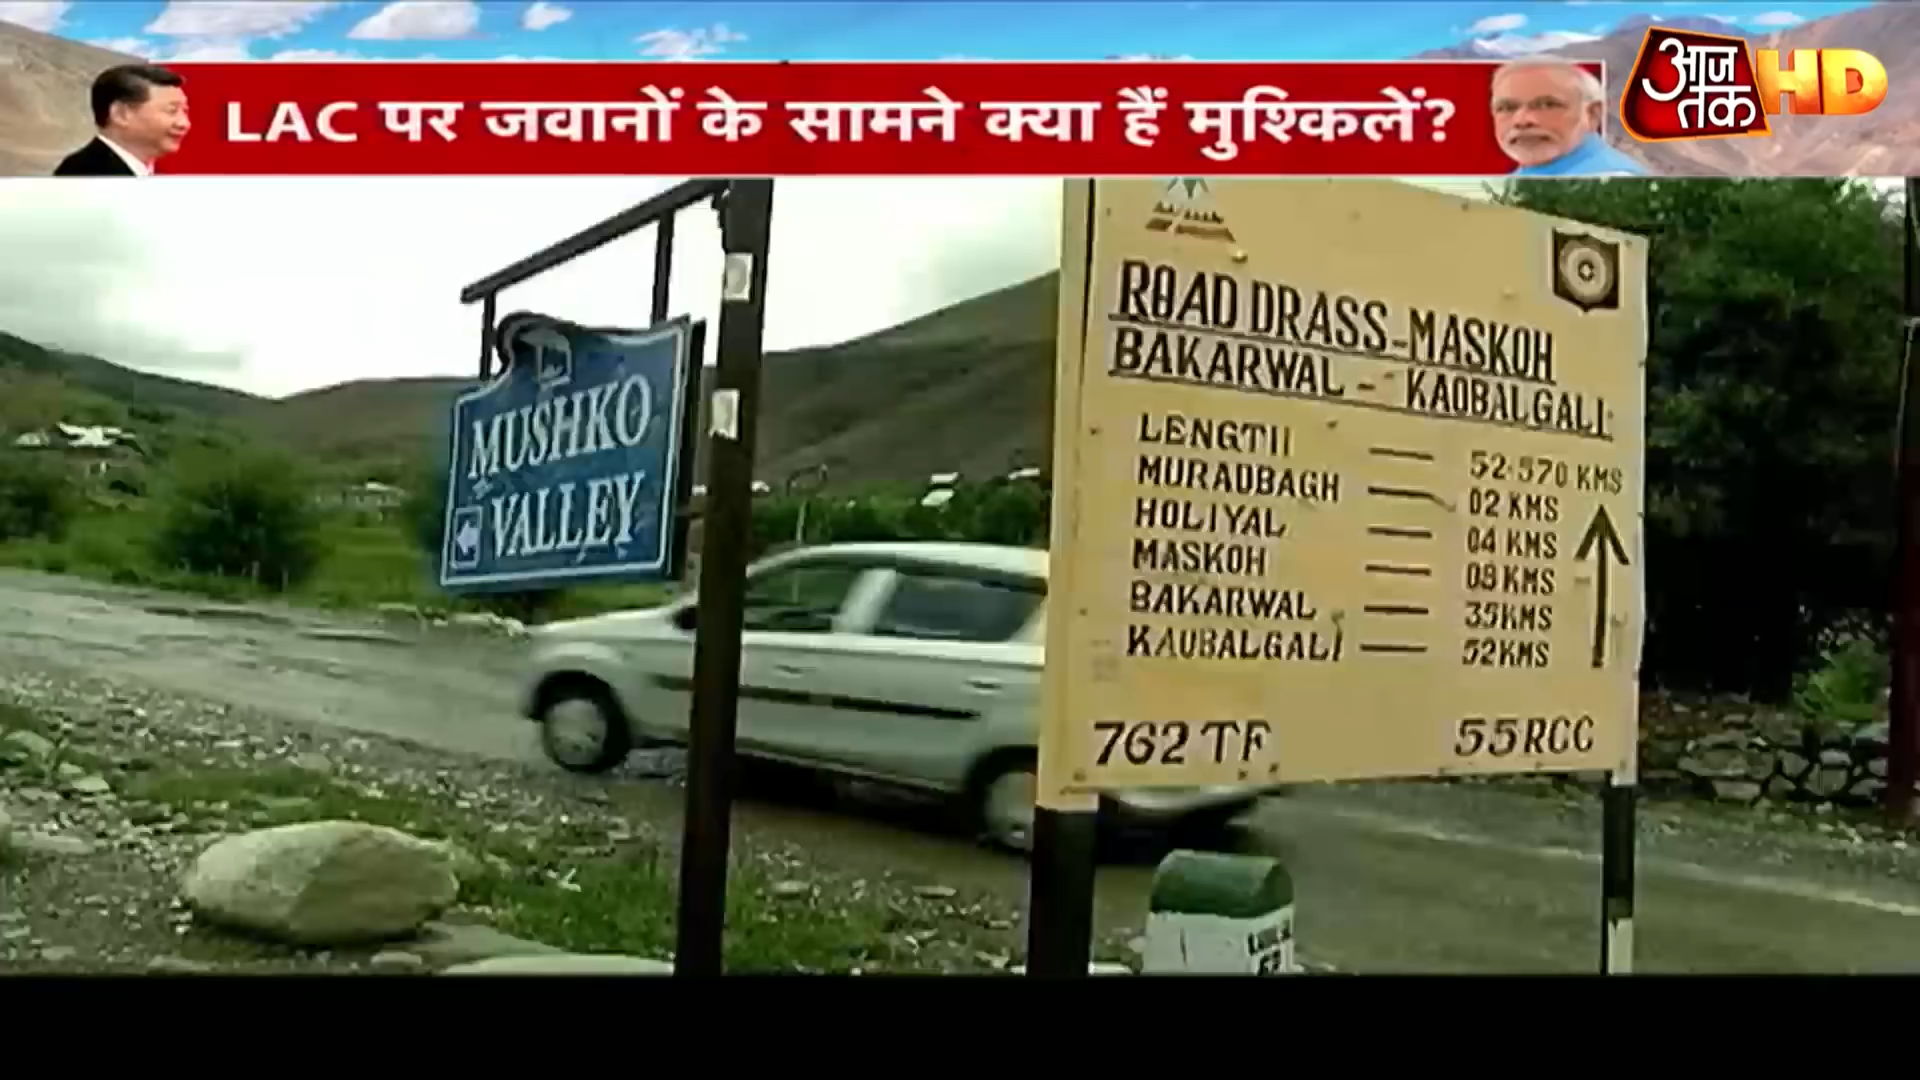 LAC पर जवानों के सामने क्या हैं मुश्किलें?
आज तक HD
MUSHKO
VALLEY
ROAD DRASS-MASKOH
BAKARWAL - KAOBALGALI
LENGTH — 52.570 KMS
MURADBAGH — 02 KMS
HOLIYAL — 04 KMS
MASKOH — 08 KMS
BAKARWAL — 35 KMS
KAOBALGALI — 52 KMS
762 TF 55 RCC